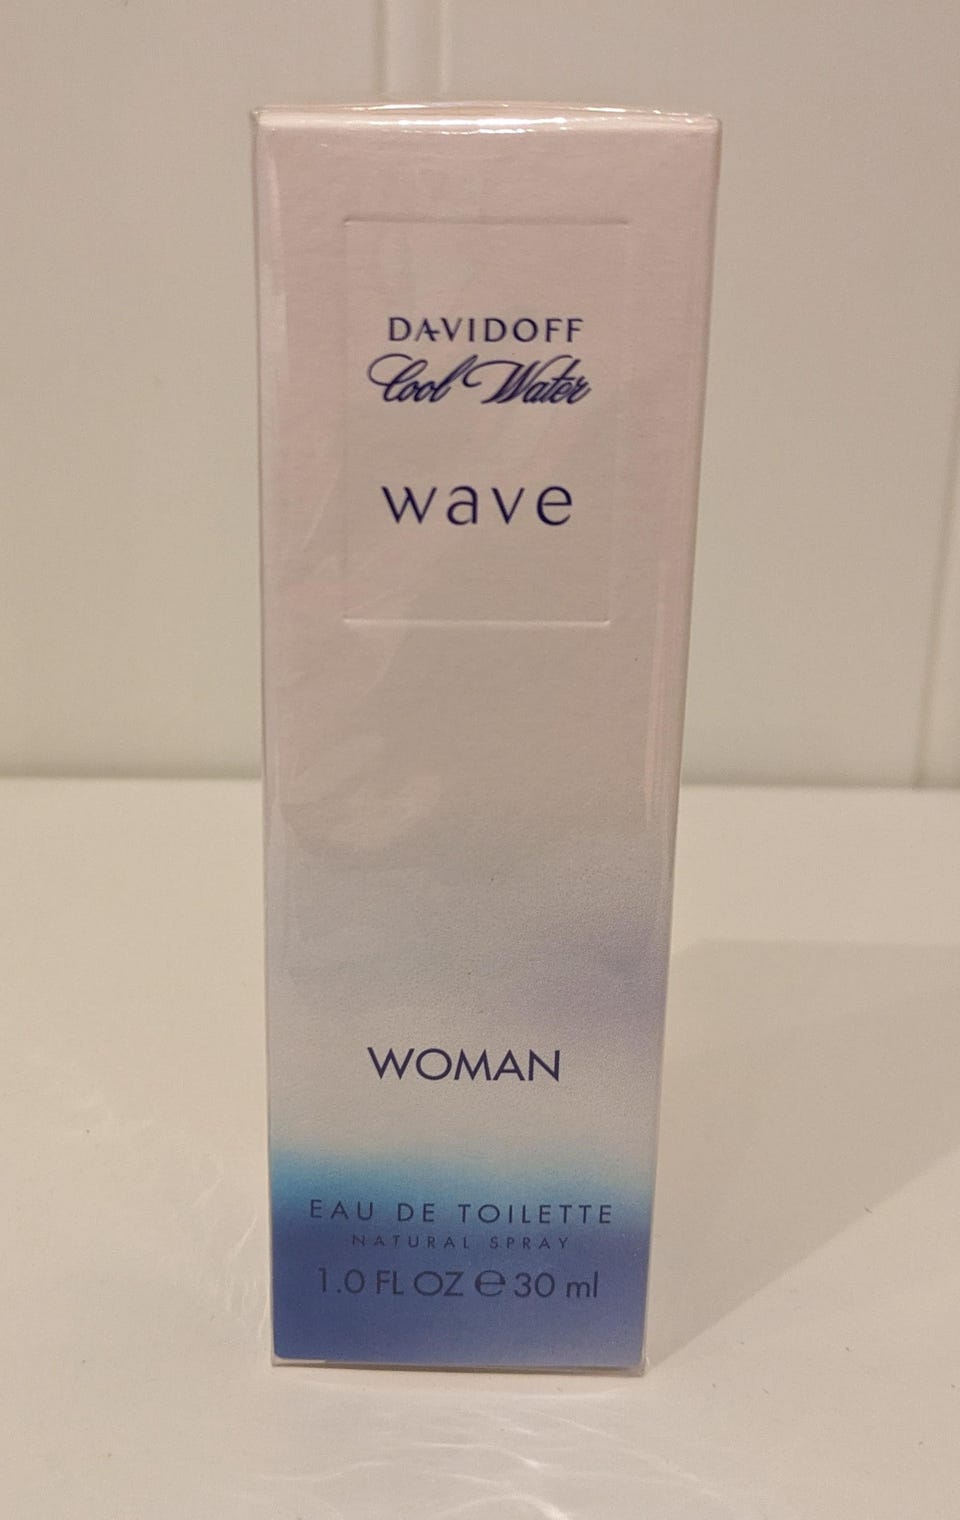 DAVIDOFF
Cool Water
wave
WOMAN
EAU DE TOILETTE
NATURAL SPRAY
1.0 FL OZ ℮ 30 ml